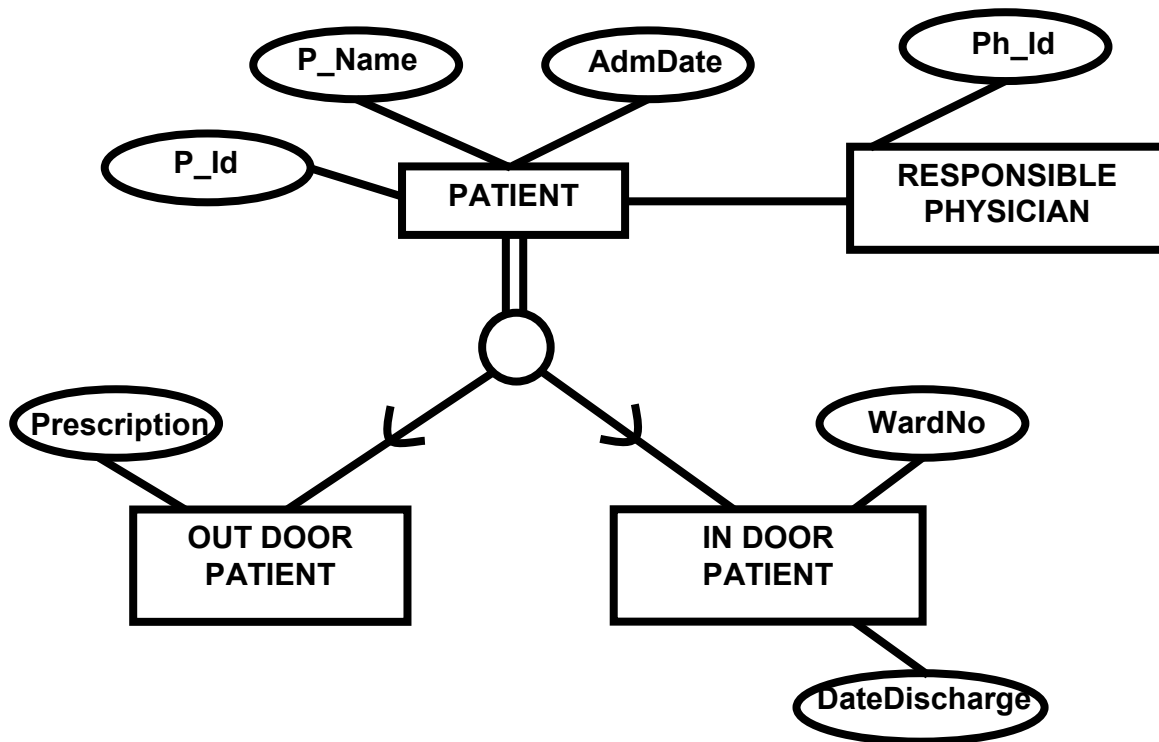 P_Name
AdmDate
Ph_Id
P_Id
PATIENT
RESPONSIBLE
PHYSICIAN
Prescription
WardNo
OUT DOOR
PATIENT
IN DOOR
PATIENT
DateDischarge